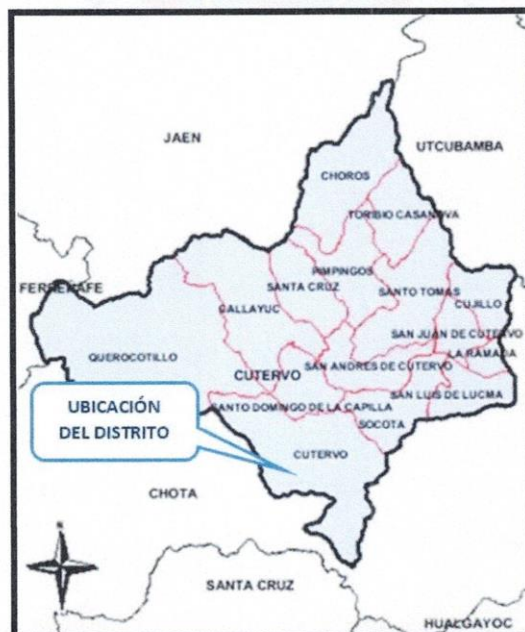 JAEN
UTCUBAMBA
CHOROS
TORIBIO CASANOVA
PIMPINGOS
FERREÑAFE
SANTA CRUZ
SANTO TOMAS
CUJILLO
CALLAYUC
SAN JUAN DE CUTERVO
QUEROCOTILLO
LA RAMADA
CUTERVO
SAN ANDRES DE CUTERVO
SAN LUIS DE LUCMA
UBICACIÓN
DEL DISTRITO
SANTO DOMINGO DE LA CAPILLA
SOCOTA
CUTERVO
CHOTA
N
SANTA CRUZ
HUALGAYOC